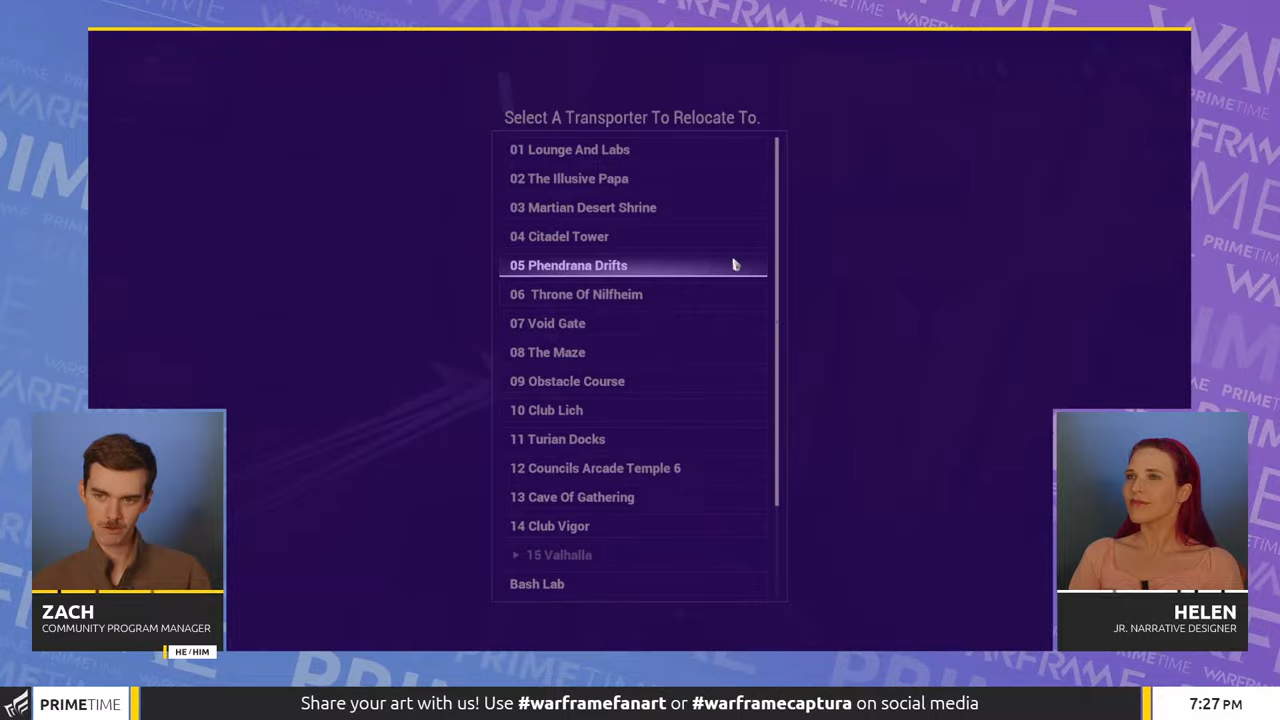 Select A Transporter To Relocate To.
01 Lounge And Labs
02 The Illusive Papa
03 Martian Desert Shrine
04 Citadel Tower
05 Phendrana Drifts
06 Throne Of Nilfheim
07 Void Gate
08 The Maze
09 Obstacle Course
10 Club Lich
11 Turian Docks
12 Councils Arcade Temple 6
13 Cave Of Gathering
14 Club Vigor
15 Valhalla
Bash Lab
ZACH
COMMUNITY PROGRAM MANAGER
HE/HIM
HELEN
JR. NARRATIVE DESIGNER
PRIMETIME
Share your art with us! Use #warframefanart or #warframecaptura on social media
7:27 PM
WARFRAME
PRIMETIME